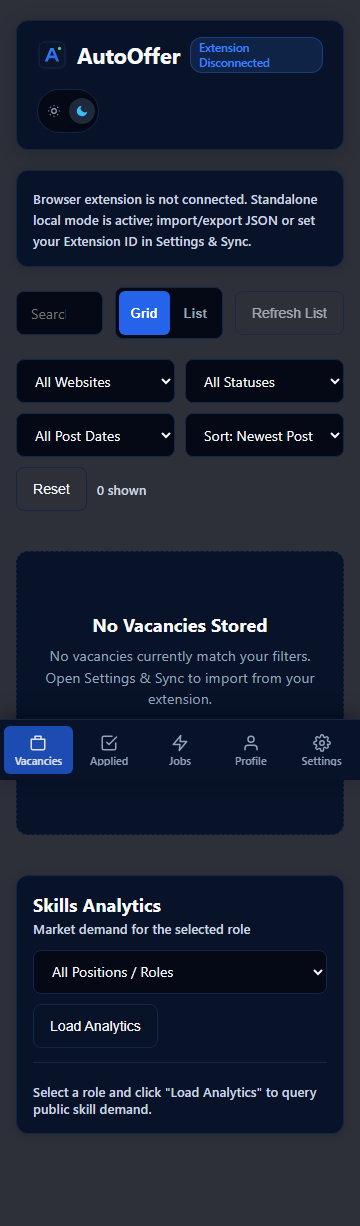 AutoOffer
Extension
Disconnected
Browser extension is not connected. Standalone
local mode is active; import/export JSON or set
your Extension ID in Settings & Sync.
Searc
Grid
List
Refresh List
All Websites
All Statuses
All Post Dates
Sort: Newest Post
Reset
0 shown
No Vacancies Stored
No vacancies currently match your filters.
Open Settings & Sync to import from your
extension.
Vacancies
Applied
Jobs
Profile
Settings
Skills Analytics
Market demand for the selected role
All Positions / Roles
Load Analytics
Select a role and click "Load Analytics" to query
public skill demand.